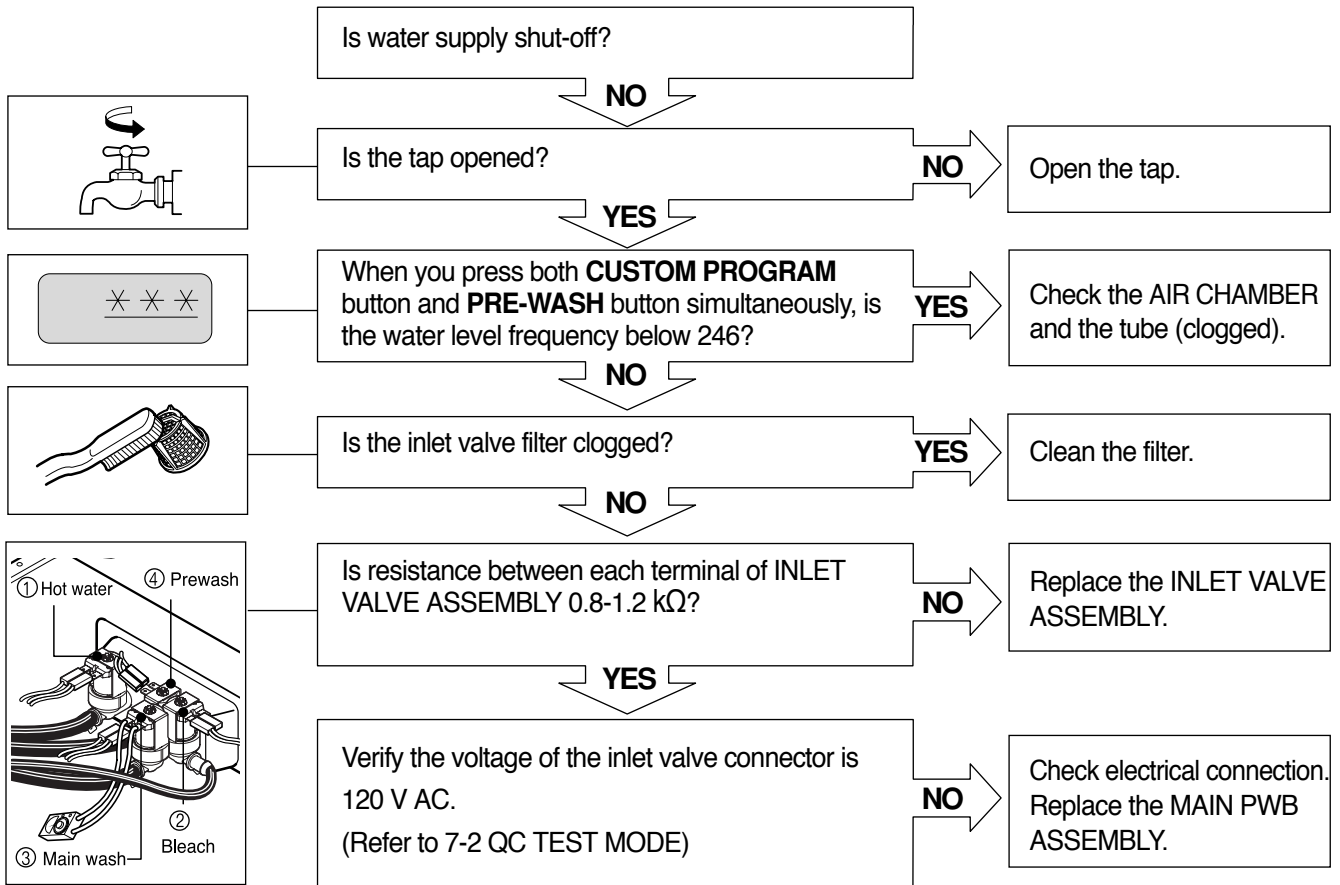 Is water supply shut-off?
NO
Is the tap opened?
NO
Open the tap.
YES
When you press both CUSTOM PROGRAM
button and PRE-WASH button simultaneously, is
the water level frequency below 246?
YES
Check the AIR CHAMBER
and the tube (clogged).
NO
Is the inlet valve filter clogged?
YES
Clean the filter.
NO
① Hot water
④ Prewash
② Bleach
③ Main wash
Is resistance between each terminal of INLET
VALVE ASSEMBLY 0.8-1.2 kΩ?
NO
Replace the INLET VALVE
ASSEMBLY.
YES
Verify the voltage of the inlet valve connector is
120 V AC.
(Refer to 7-2 QC TEST MODE)
NO
Check electrical connection.
Replace the MAIN PWB
ASSEMBLY.